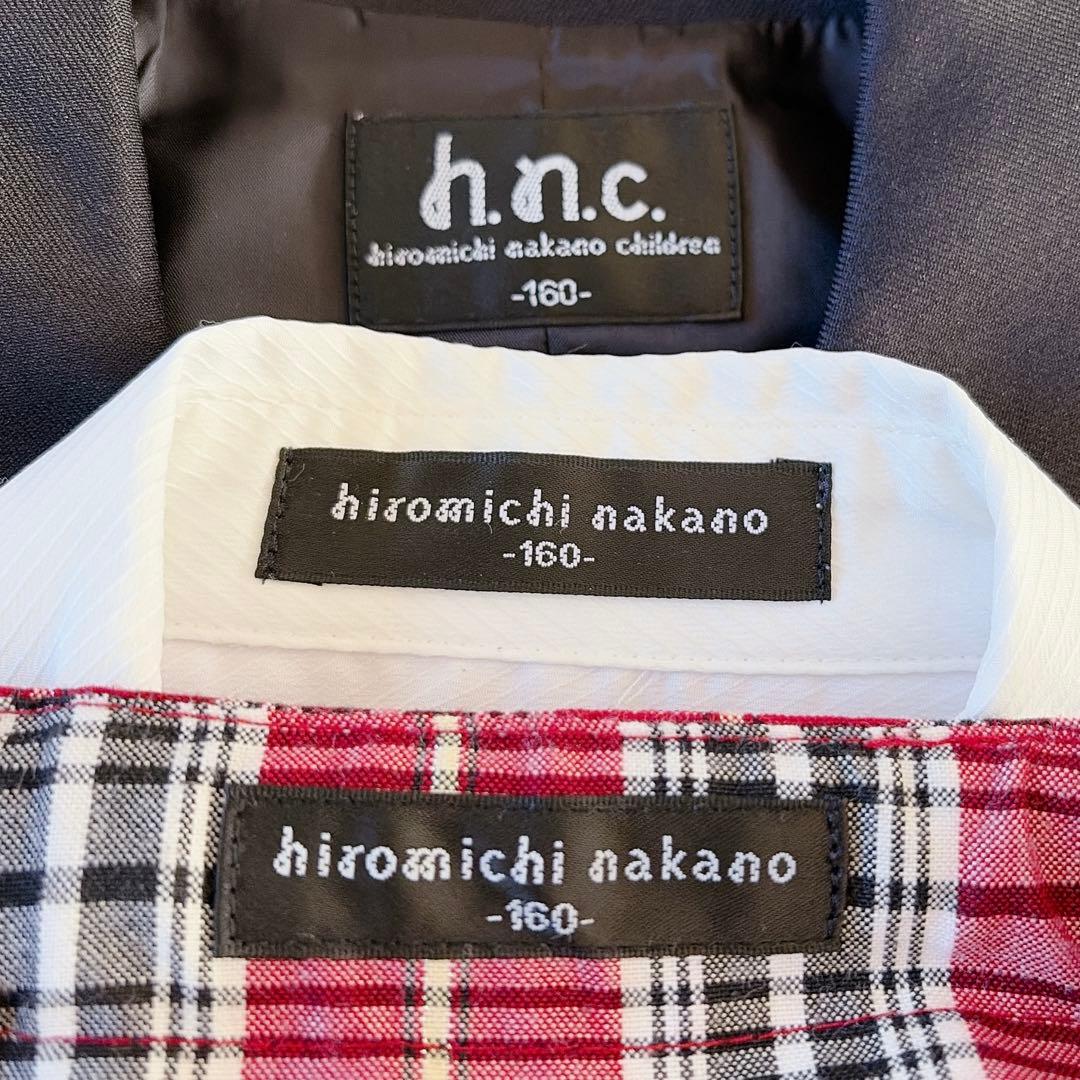 h.n.c.
hiromichi nakano children
-160-
hiromichi nakano
-160-
hiromichi nakano
-160-